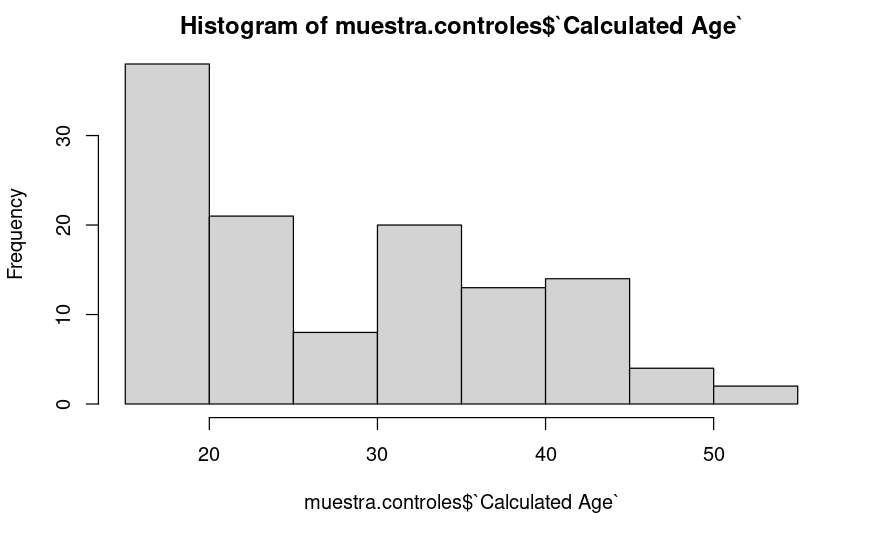 Histogram of muestra.controles$`Calculated Age`
Frequency
30
20
10
0
20 30 40 50
muestra.controles$`Calculated Age`